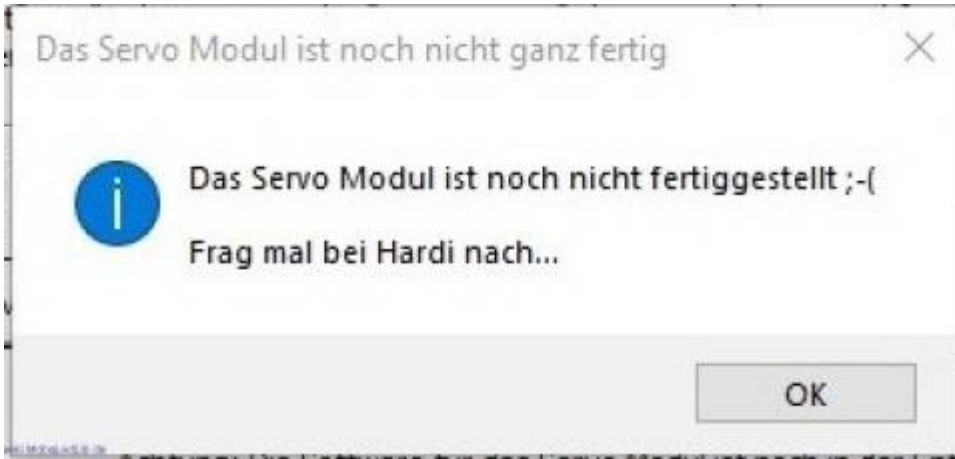 Das Servo Modul ist noch nicht ganz fertig
Das Servo Modul ist noch nicht fertiggestellt ;-(
Frag mal bei Hardi nach...
OK